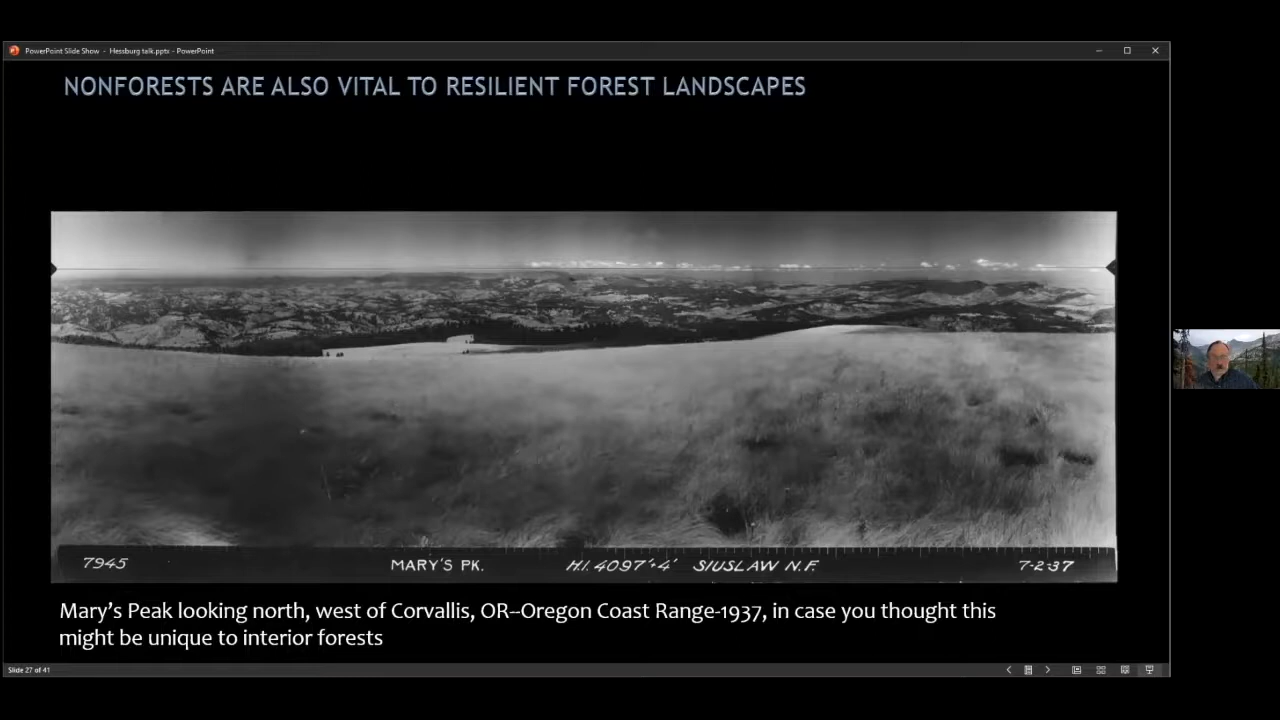 PowerPoint Slide Show - Hessburg talk.pptx - PowerPoint
NONFORESTS ARE ALSO VITAL TO RESILIENT FOREST LANDSCAPES
7945 MARY'S PK. H.I. 4097'+4' SIUSLAW N.F. 7-2-37
Mary's Peak looking north, west of Corvallis, OR--Oregon Coast Range-1937, in case you thought this
might be unique to interior forests
Slide 27 of 41